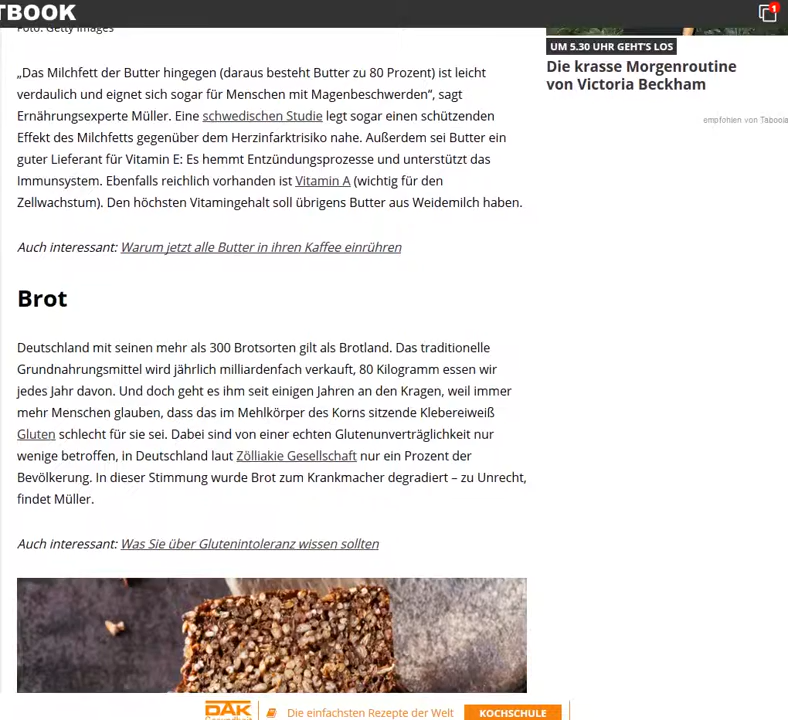 TBOOK
1
Foto: Getty Images
„Das Milchfett der Butter hingegen (daraus besteht Butter zu 80 Prozent) ist leicht
verdaulich und eignet sich sogar für Menschen mit Magenbeschwerden“, sagt
Ernährungsexperte Müller. Eine schwedischen Studie legt sogar einen schützenden
Effekt des Milchfetts gegenüber dem Herzinfarktrisiko nahe. Außerdem sei Butter ein
guter Lieferant für Vitamin E: Es hemmt Entzündungsprozesse und unterstützt das
Immunsystem. Ebenfalls reichlich vorhanden ist Vitamin A (wichtig für den
Zellwachstum). Den höchsten Vitamingehalt soll übrigens Butter aus Weidemilch haben.
Auch interessant: Warum jetzt alle Butter in ihren Kaffee einrühren
Brot
Deutschland mit seinen mehr als 300 Brotsorten gilt als Brotland. Das traditionelle
Grundnahrungsmittel wird jährlich milliardenfach verkauft, 80 Kilogramm essen wir
jedes Jahr davon. Und doch geht es ihm seit einigen Jahren an den Kragen, weil immer
mehr Menschen glauben, dass das im Mehlkörper des Korns sitzende Klebereiweiß
Gluten schlecht für sie sei. Dabei sind von einer echten Glutenunverträglichkeit nur
wenige betroffen, in Deutschland laut Zölliakie Gesellschaft nur ein Prozent der
Bevölkerung. In dieser Stimmung wurde Brot zum Krankmacher degradiert – zu Unrecht,
findet Müller.
Auch interessant: Was Sie über Glutenintoleranz wissen sollten
UM 5.30 UHR GEHT'S LOS
Die krasse Morgenroutine
von Victoria Beckham
empfohlen von Taboola
DAK
Gesundheit
Die einfachsten Rezepte der Welt
KOCHSCHULE